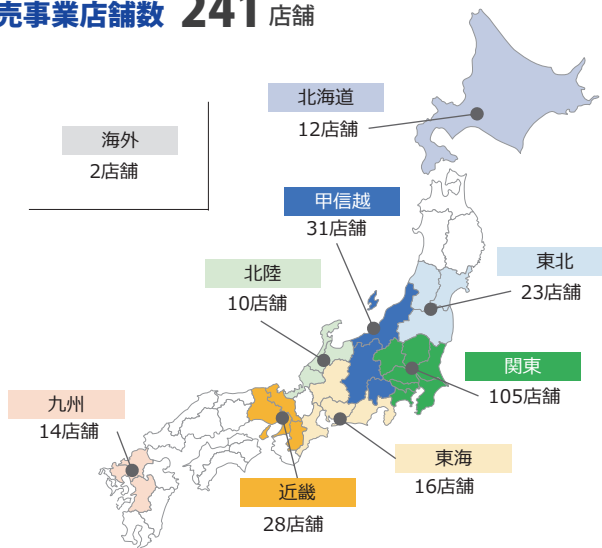 売事業店舗数 241 店舗
北海道
12店舗
海外
2店舗
甲信越
31店舗
東北
23店舗
北陸
10店舗
関東
105店舗
九州
14店舗
東海
16店舗
近畿
28店舗